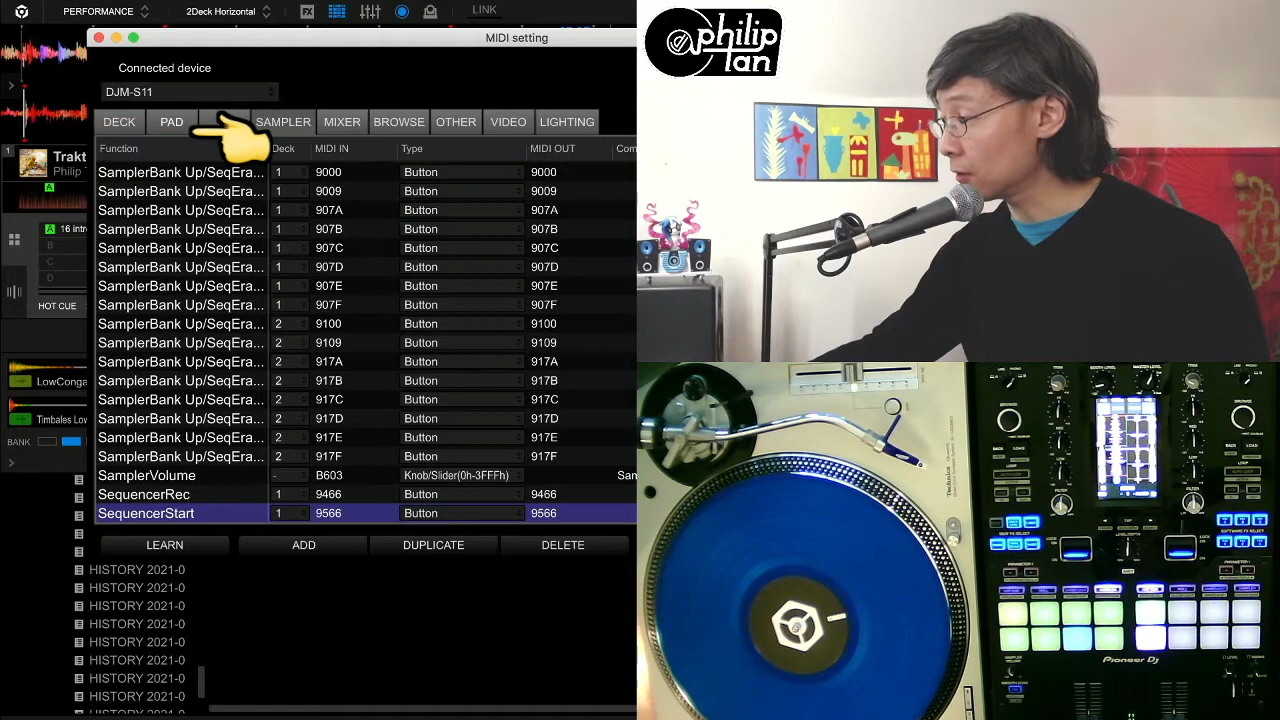 PERFORMANCE
2Deck Horizontal
LINK
MIDI setting
Connected device
DJM-S11
DECK
PAD
SAMPLER
MIXER
BROWSE
OTHER
VIDEO
LIGHTING
Function Deck MIDI IN Type MIDI OUT Com
SamplerBank Up/SeqEra... 1 9000 Button 9000
SamplerBank Up/SeqEra... 1 9009 Button 9009
SamplerBank Up/SeqEra... 1 907A Button 907A
SamplerBank Up/SeqEra... 1 907B Button 907B
SamplerBank Up/SeqEra... 1 907C Button 907C
SamplerBank Up/SeqEra... 1 907D Button 907D
SamplerBank Up/SeqEra... 1 907E Button 907E
SamplerBank Up/SeqEra... 1 907F Button 907F
SamplerBank Up/SeqEra... 2 9100 Button 9100
SamplerBank Up/SeqEra... 2 9109 Button 9109
SamplerBank Up/SeqEra... 2 917A Button 917A
SamplerBank Up/SeqEra... 2 917B Button 917B
SamplerBank Up/SeqEra... 2 917C Button 917C
SamplerBank Up/SeqEra... 2 917D Button 917D
SamplerBank Up/SeqEra... 2 917E Button 917E
SamplerBank Up/SeqEra... 2 917F Button 917F
SamplerVolume - B603 Knob/Slider(0h-3FFFh) Sam
SequencerRec 1 9466 Button 9466
SequencerStart 1 9566 Button 9566
LEARN
ADD
DUPLICATE
DELETE
1
Trakt
Philip
A
A 16 intro
B
C
D
HOT CUE
LowConga
Timbales Lo
BANK
HISTORY 2021-0
HISTORY 2021-0
HISTORY 2021-0
HISTORY 2021-0
HISTORY 2021-0
HISTORY 2021-0
HISTORY 2021-0
HISTORY 2021-0
philip
tan
Technics
Pioneer Dj